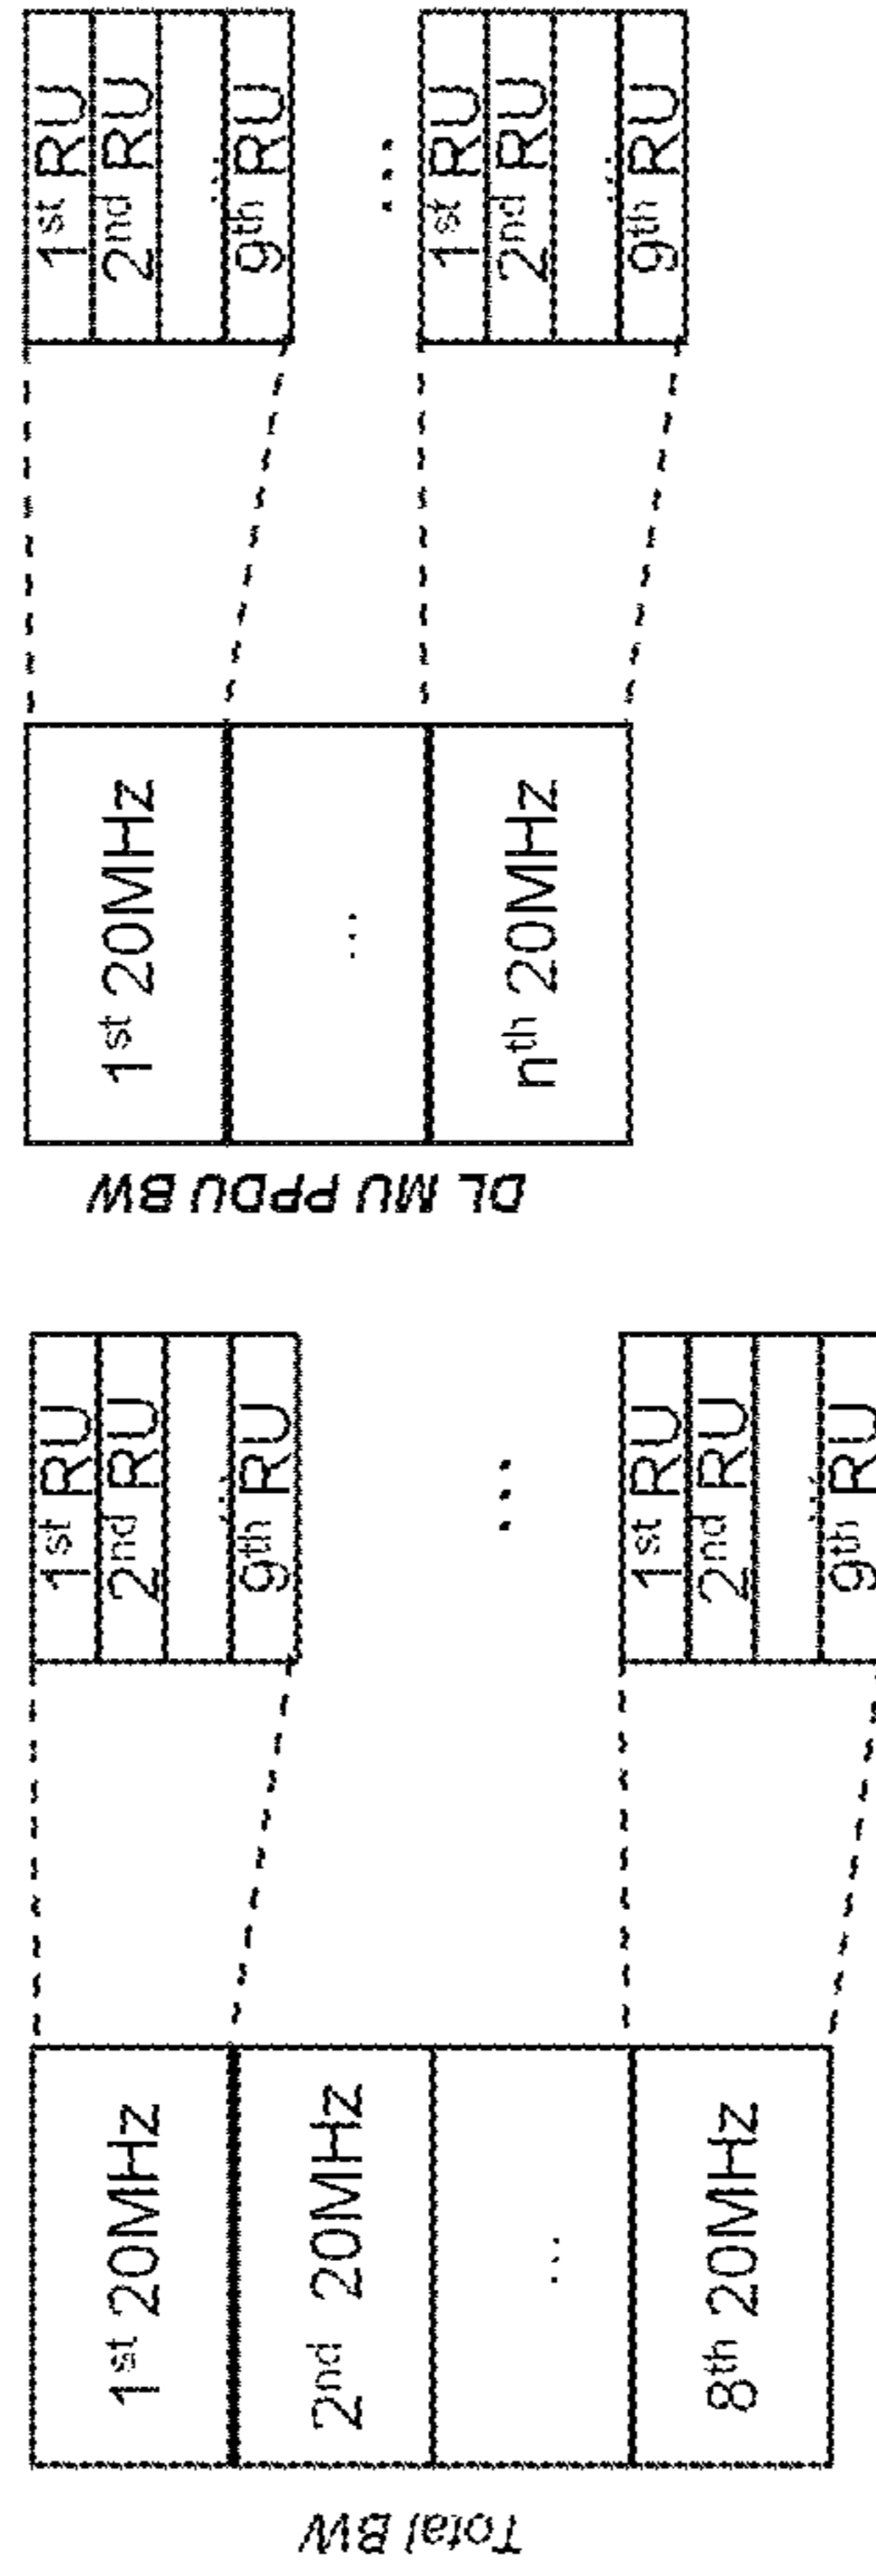 Total BW
1st 20MHz
2nd 20MHz
...
8th 20MHz
1st RU
2nd RU
...
9th RU
...
1st RU
2nd RU
...
9th RU
DL MU PPDU BW
1st 20MHz
...
nth 20MHz
1st RU
2nd RU
...
9th RU
...
1st RU
2nd RU
...
9th RU